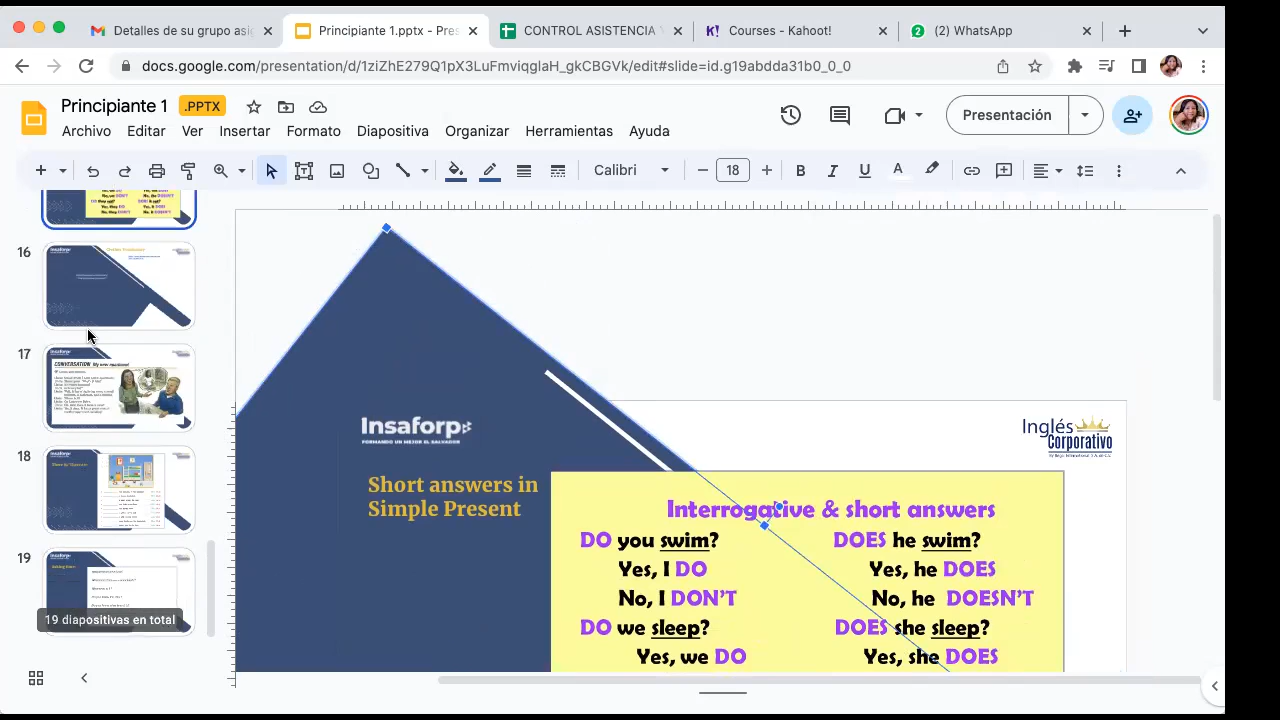 Detalles de su grupo asi
Principiante 1.pptx - Pres
CONTROL ASISTENCIA
Courses - Kahoot!
(2) WhatsApp
docs.google.com/presentation/d/1ziZhE279Q1pX3LuFmviqglaH_gkCBGVk/edit#slide=id.g19abdda31b0_0_0
Principiante 1 .PPTX
Archivo Editar Ver Insertar Formato Diapositiva Organizar Herramientas Ayuda
Presentación
Calibri
18
B I U A
16
17
CONVERSATION
18
19
19 diapositivas en total
Insaforp
FORMANDO UN MEJOR EL SALVADOR
Inglés
Corporativo
Short answers in
Simple Present
Interrogative & short answers
DO you swim?
Yes, I DO
No, I DON'T
DO we sleep?
Yes, we DO
DOES he swim?
Yes, he DOES
No, he DOESN'T
DOES she sleep?
Yes, she DOES